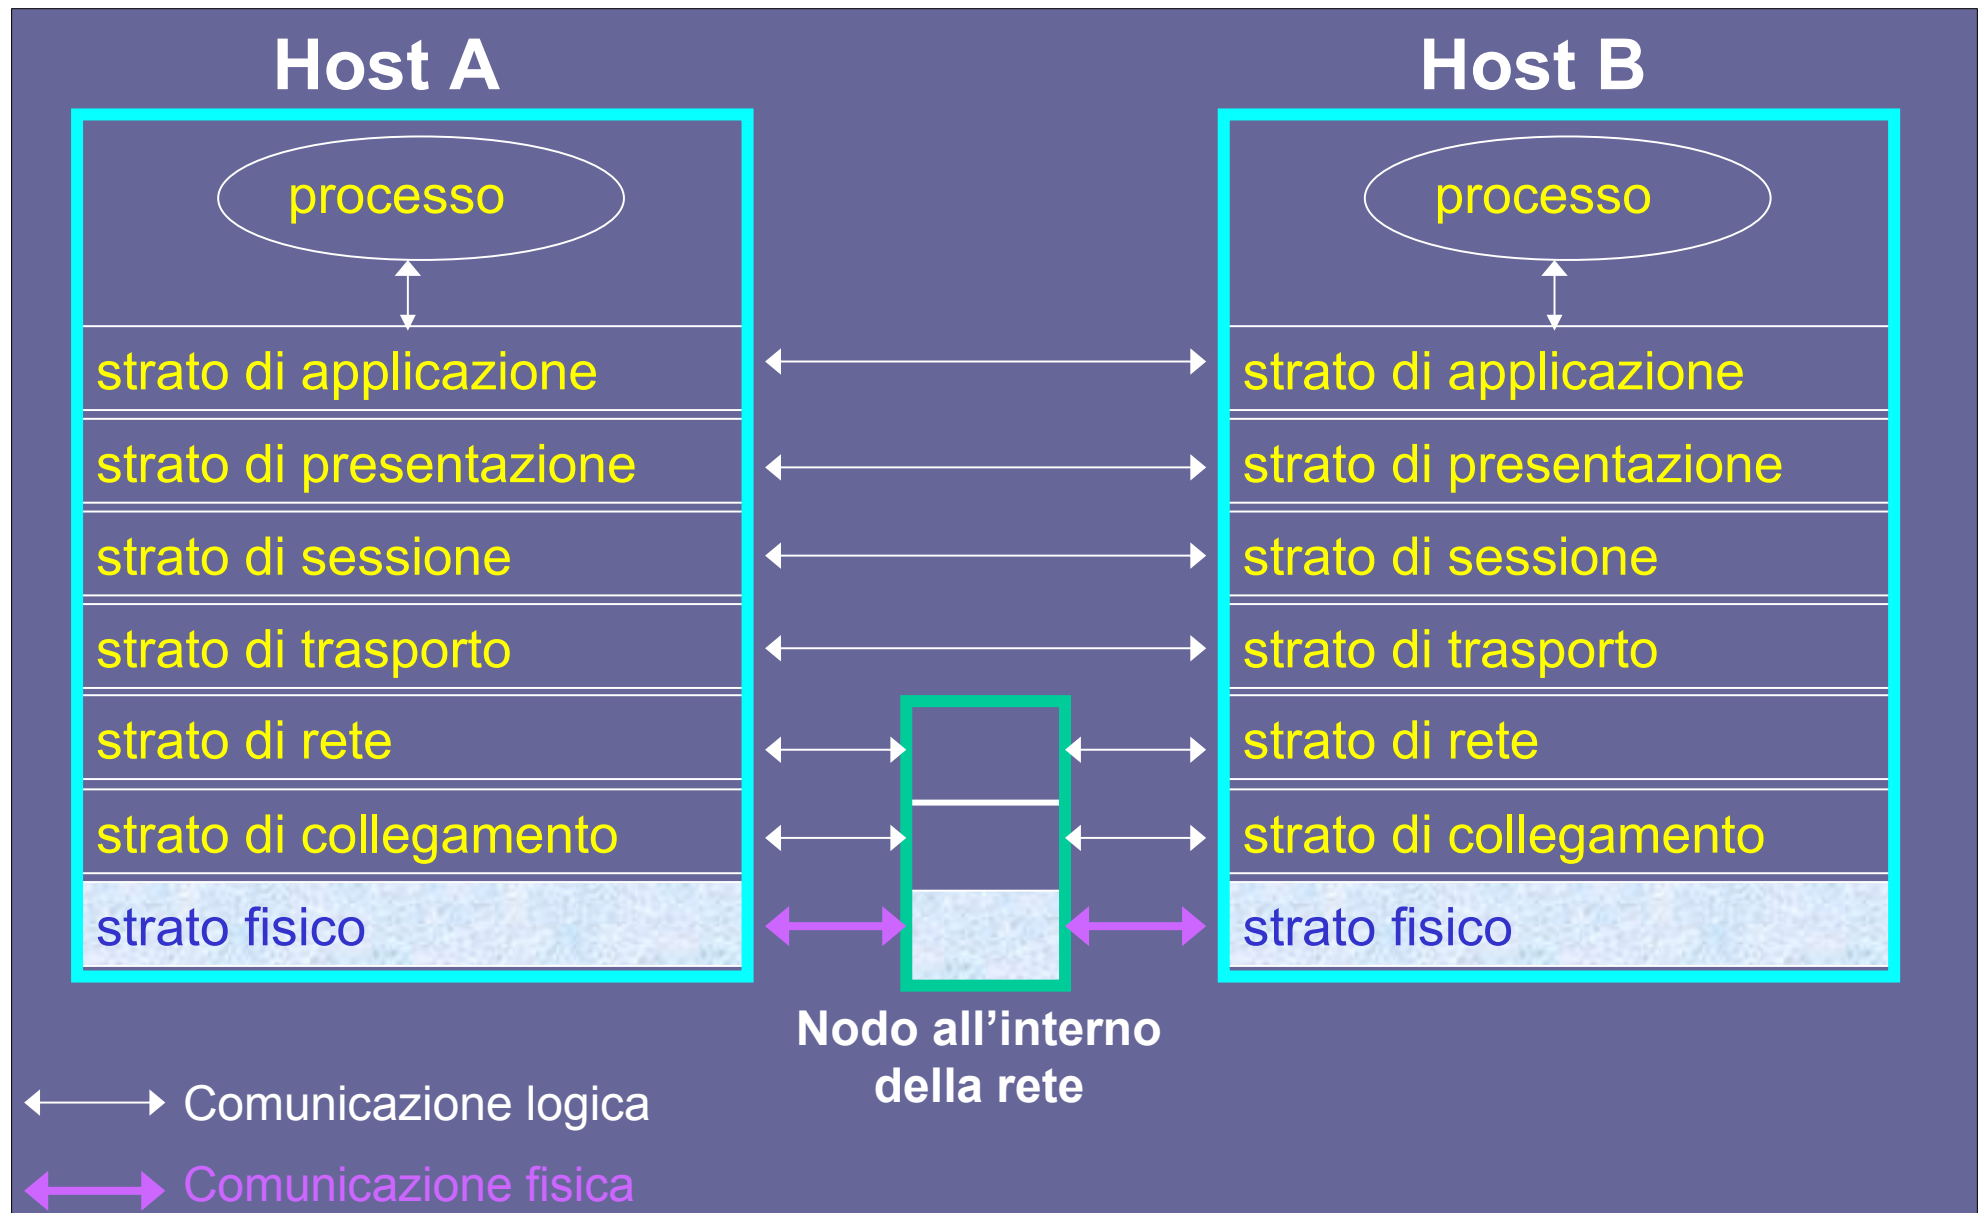 Host A
Host B
processo
processo
strato di applicazione
strato di applicazione
strato di presentazione
strato di presentazione
strato di sessione
strato di sessione
strato di trasporto
strato di trasporto
strato di rete
strato di rete
strato di collegamento
strato di collegamento
strato fisico
strato fisico
Nodo all’interno
della rete
Comunicazione logica
Comunicazione fisica